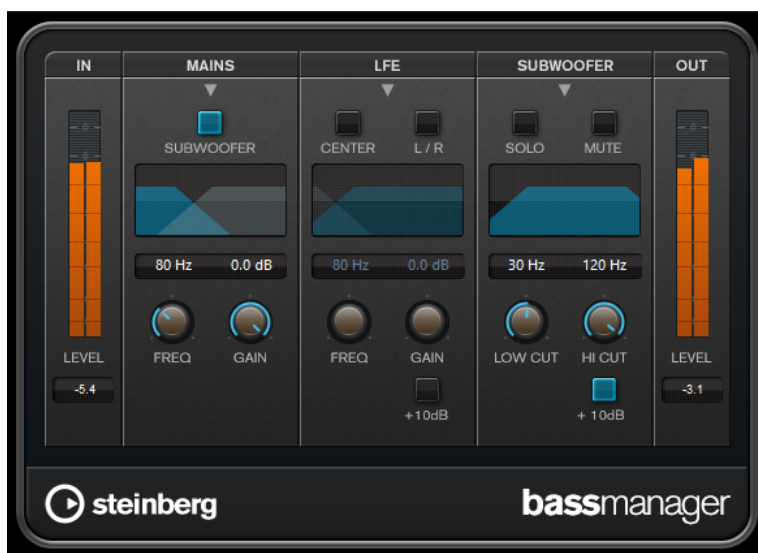 IN MAINS LFE SUBWOOFER OUT
SUBWOOFER CENTER L / R SOLO MUTE
80 Hz 0.0 dB 80 Hz 0.0 dB 30 Hz 120 Hz
LEVEL FREQ GAIN FREQ GAIN LOW CUT HI CUT LEVEL
-5.4 -3.1
+10dB + 10dB
steinberg bassmanager